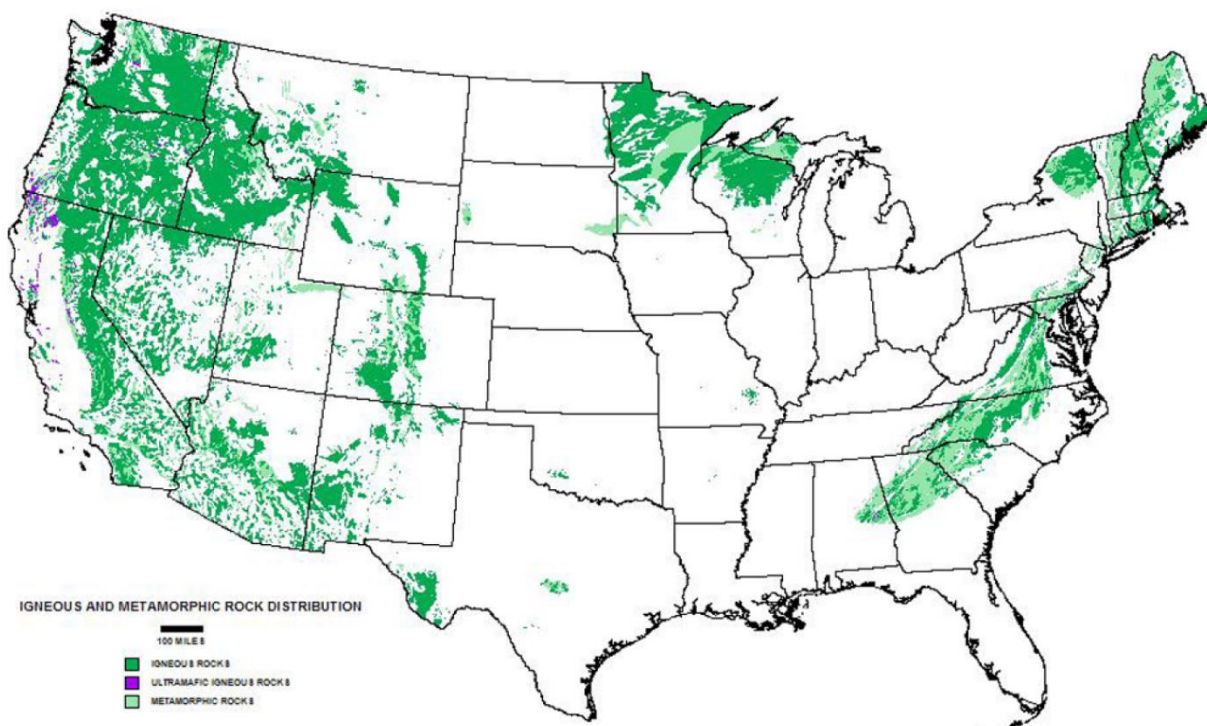 IGNEOUS AND METAMORPHIC ROCK DISTRIBUTION
100 MILES
IGNEOUS ROCKS
ULTRAMAFIC IGNEOUS ROCKS
METAMORPHIC ROCKS